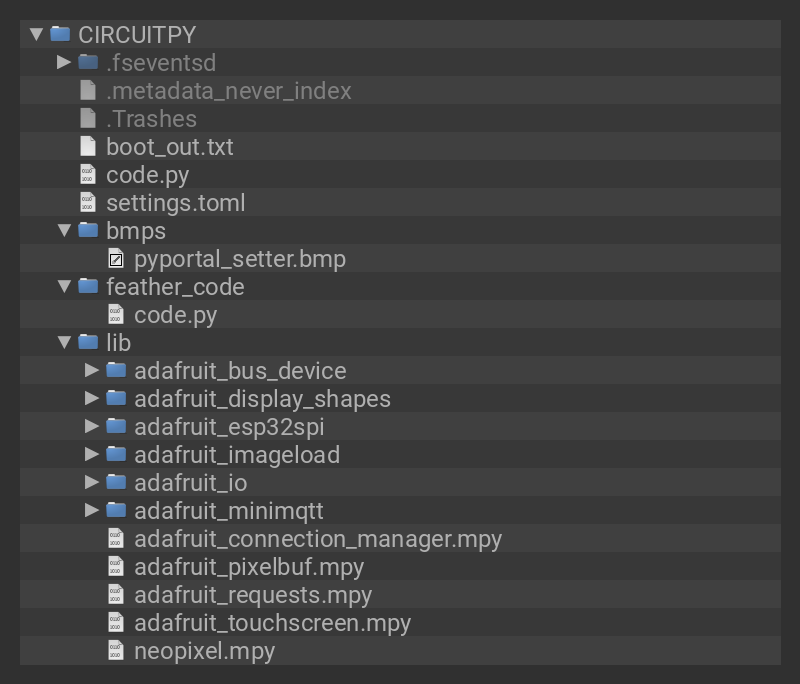 CIRCUITPY
.fseventsd
.metadata_never_index
.Trashes
boot_out.txt
code.py
settings.toml
bmps
pyportal_setter.bmp
feather_code
code.py
lib
adafruit_bus_device
adafruit_display_shapes
adafruit_esp32spi
adafruit_imageload
adafruit_io
adafruit_minimqtt
adafruit_connection_manager.mpy
adafruit_pixelbuf.mpy
adafruit_requests.mpy
adafruit_touchscreen.mpy
neopixel.mpy